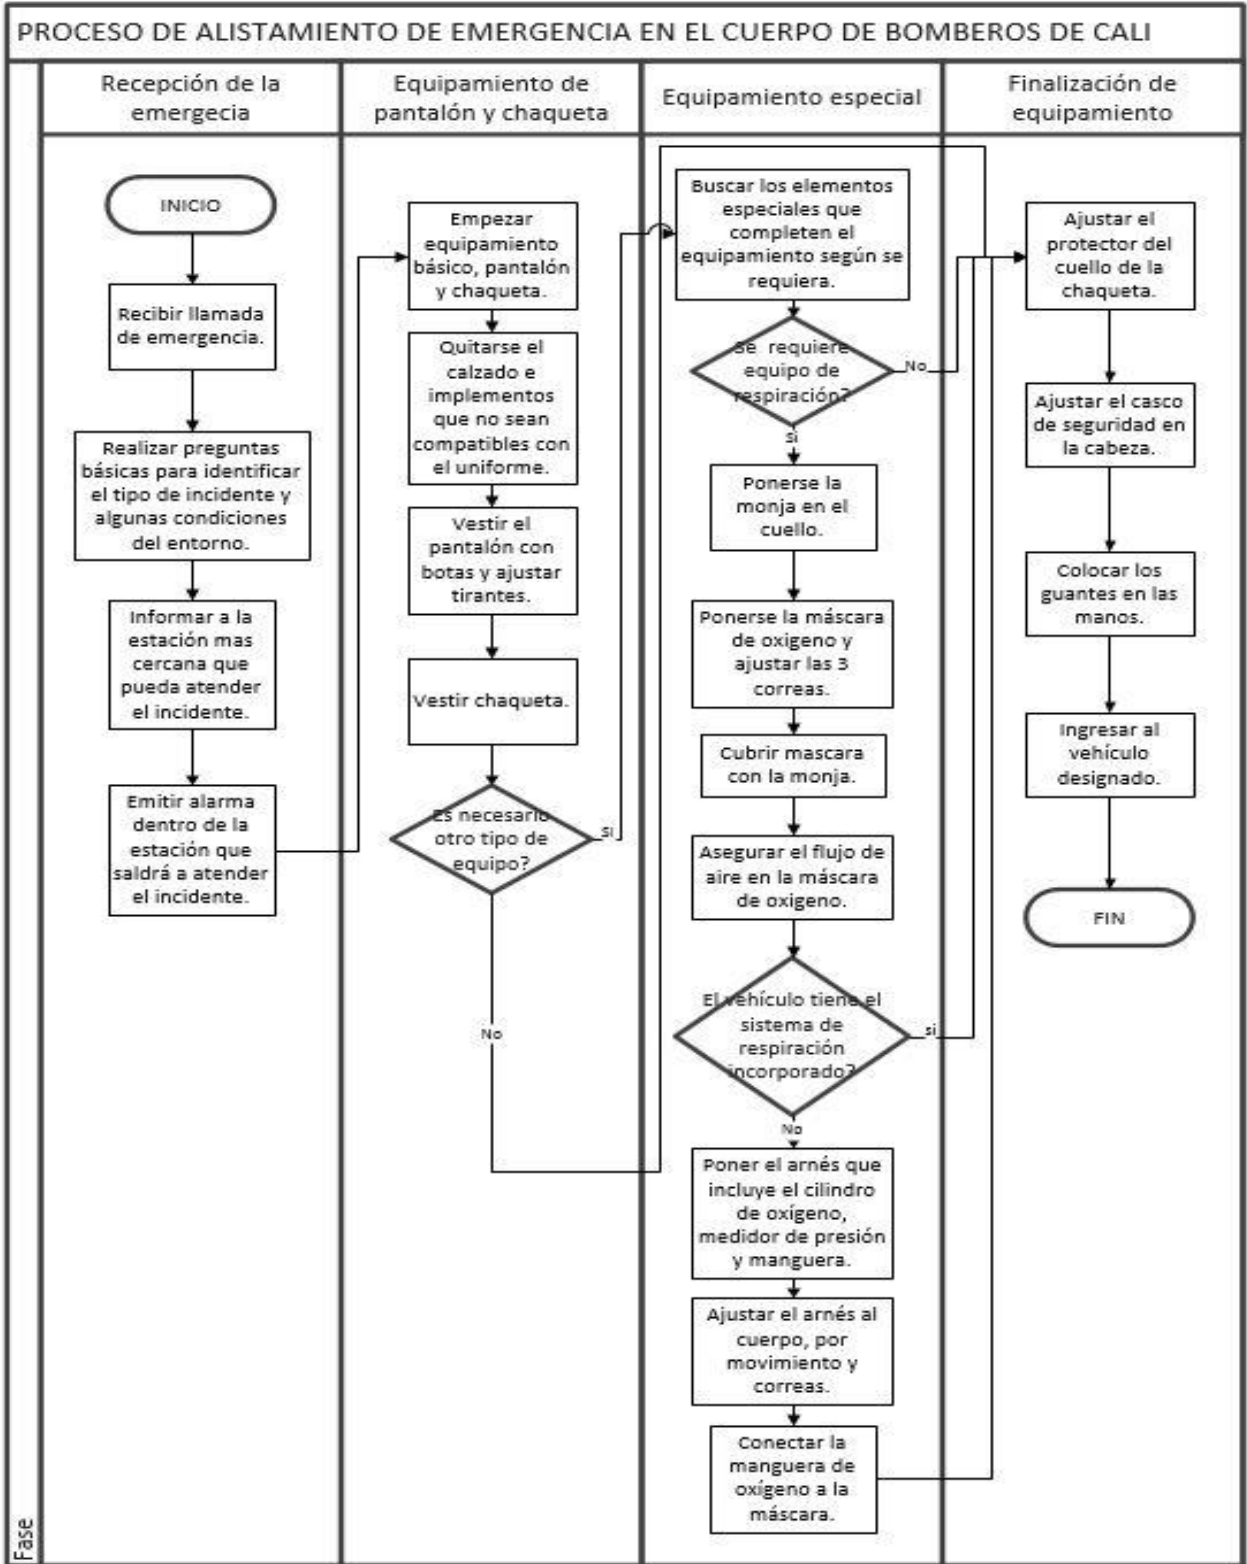 PROCESO DE ALISTAMIENTO DE EMERGENCIA EN EL CUERPO DE BOMBEROS DE CALI
Fase
Recepción de la
emergecia
INICIO
Recibir llamada
de emergencia.
Realizar preguntas
básicas para identificar
el tipo de incidente y
algunas condiciones
del entorno.
Informar a la
estación mas
cercana que
pueda atender
el incidente.
Emitir alarma
dentro de la
estación que
saldrá a atender
el incidente.
Equipamiento de
pantalón y chaqueta
Empezar
equipamiento
básico, pantalón
y chaqueta.
Quitarse el
calzado e
implementos
que no sean
compatibles con
el uniforme.
Vestir el
pantalón con
botas y ajustar
tirantes.
Vestir chaqueta.
Es necesario
otro tipo de
equipo?
Si
No
Equipamiento especial
Buscar los elementos
especiales que
completen el
equipamiento según se
requiera.
Se requiere
equipo de
respiración?
No
Si
Ponerse la
monja en el
cuello.
Ponerse la máscara
de oxigeno y
ajustar las 3
correas.
Cubrir mascara
con la monja.
Asegurar el flujo de
aire en la máscara
de oxigeno.
El vehículo tiene el
sistema de
respiración
incorporado?
si
No
Poner el arnés que
incluye el cilindro
de oxígeno,
medidor de presión
y manguera.
Ajustar el arnés al
cuerpo, por
movimiento y
correas.
Conectar la
manguera de
oxígeno a la
máscara.
Finalización de
equipamiento
Ajustar el
protector del
cuello de la
chaqueta.
Ajustar el casco
de seguridad en
la cabeza.
Colocar los
guantes en las
manos.
Ingresar al
vehículo
designado.
FIN